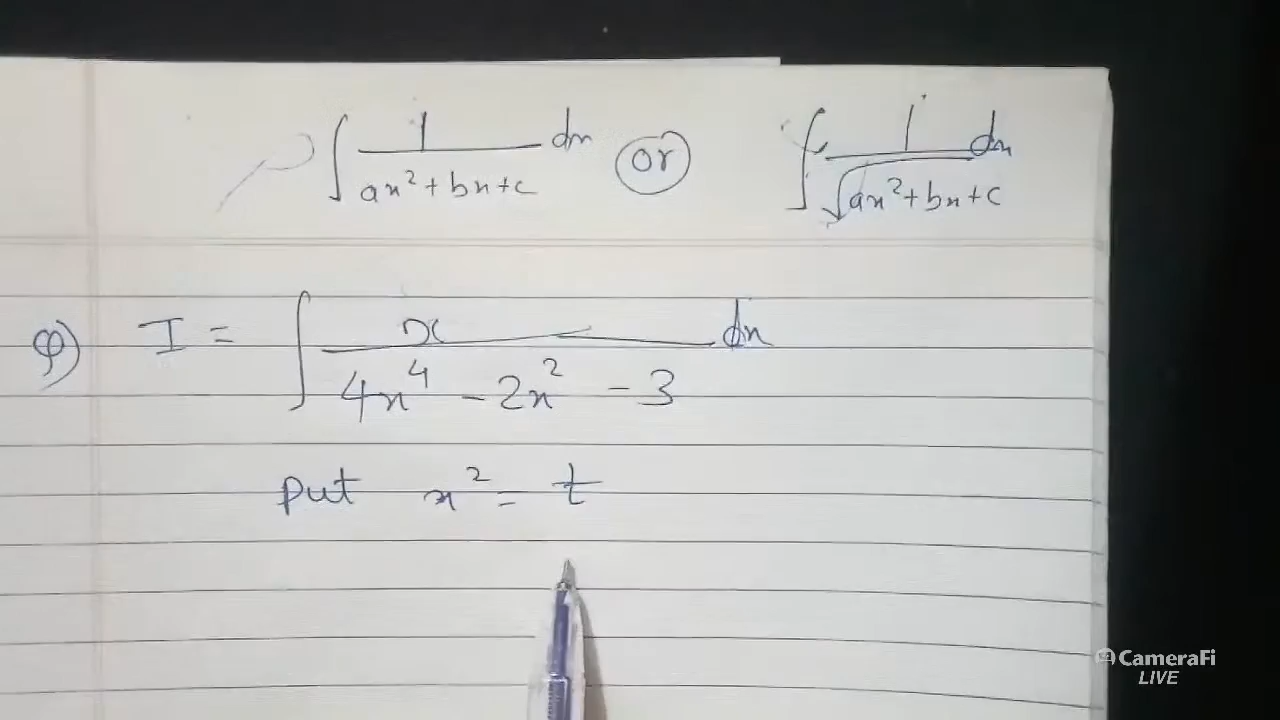 ∫ 1/(ax²+bx+c) dx or ∫ 1/√(ax²+bx+c) dx
φ) I = ∫ x/(4x⁴ - 2x² - 3) dx
put x² = t
CameraFi
LIVE